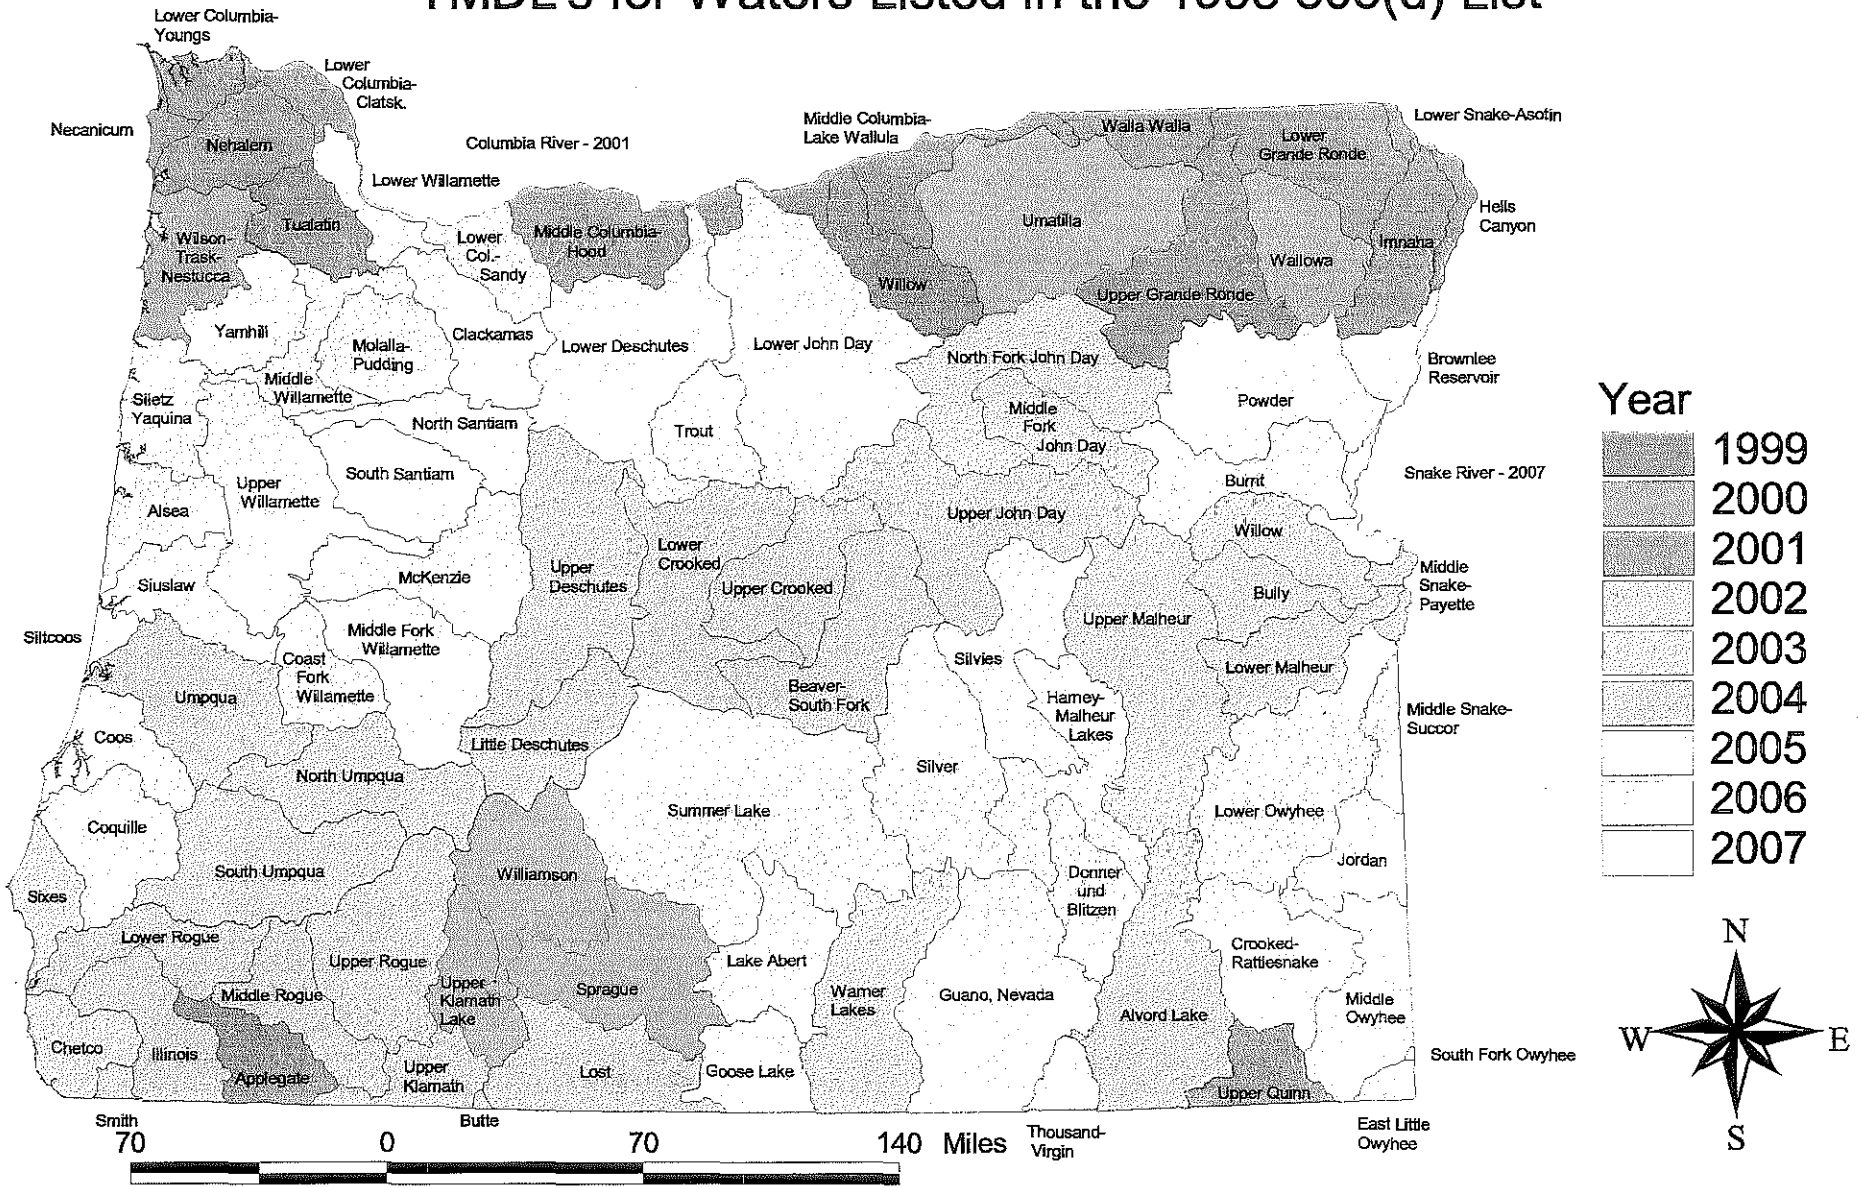 TMDL's for Waters Listed in the 1998 303(d) List
Lower Columbia-
Youngs
Lower
Columbia-
Clatsk.
Necanicum
Nehalem
Columbia River - 2001
Middle Columbia-
Lake Wallula
Walla Walla
Lower
Grande Ronde
Lower Snake-Asotin
Lower Willamette
Tualatin
Wilson-
Trask-
Nestucca
Lower
Col.-
Sandy
Middle Columbia-
Hood
Umatilla
Willow
Wallowa
Imnaha
Hells
Canyon
Upper Grande Ronde
Yamhill
Molalla-
Pudding
Clackamas
Lower Deschutes
Lower John Day
North Fork John Day
Brownlee
Reservoir
Middle
Willamette
Siletz
Yaquina
North Santiam
Trout
Middle
Fork
John Day
Powder
South Santiam
Upper
Willamette
Alsea
Burnt
Snake River - 2007
Upper John Day
Willow
Lower
Crooked
Siuslaw
McKenzie
Upper
Deschutes
Upper Crooked
Bully
Middle
Snake-
Payette
Upper Malheur
Siltcoos
Middle Fork
Willamette
Coast
Fork
Willamette
Silvies
Lower Malheur
Umpqua
Beaver-
South Fork
Harney-
Malheur
Lakes
Middle Snake-
Succor
Coos
Little Deschutes
North Umpqua
Silver
Summer Lake
Lower Owyhee
Coquille
Jordan
South Umpqua
Williamson
Donner
und
Blitzen
Sixes
Lower Rogue
Upper Rogue
Lake Abert
Crooked-
Rattlesnake
Middle Rogue
Upper
Klamath
Lake
Sprague
Warner
Lakes
Guano, Nevada
Alvord Lake
Middle
Owyhee
Chetco
Illinois
Applegate
Upper
Klamath
Lost
Goose Lake
South Fork Owyhee
Upper Quinn
Smith
Butte
Thousand-
Virgin
East Little
Owyhee
70 0 70 140 Miles
Year
1999
2000
2001
2002
2003
2004
2005
2006
2007
N
W E
S